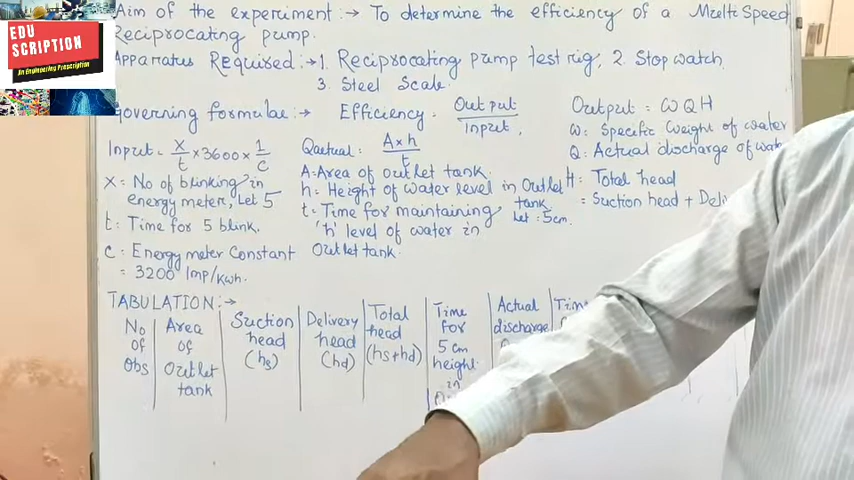 EDU
SCRIPTION
An Engineering Prescription
Aim of the experiment :→ To determine the efficiency of a Multi Speed
Reciprocating pump.
Apparatus Required :→ 1. Reciprocating pump test rig, 2. Stop watch
3. Steel Scale.
Governing formulae :→ Efficiency = Output / Input,
Output = WQH
W = Specific Weight of water
Q = Actual discharge of
H = Total head
= Suction head +
Input = x/t × 3600 × 1/c
X = No of blinking in
energy meter, Let 5
t = Time for 5 blink.
C = Energy meter Constant
= 3200 Imp/Kwh.
Qactual = A×h / t
A = Area of outlet tank.
h = Height of water level in Outlet
tank
Let = 5cm.
t = Time for maintaining
'h' level of water in
Outlet tank.
TABULATION :→
No of Obs
Area of Outlet tank
Suction head (hs)
Delivery head (hd)
Total head (hs+hd)
Time for 5 cm height in
Actual discharge